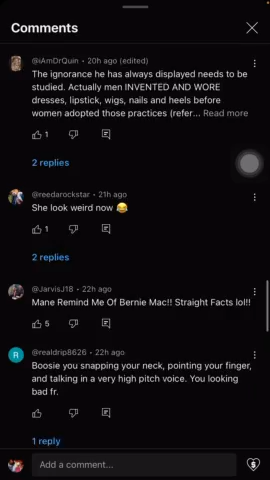 Comments
@iAmDrQuin • 20h ago (edited)
The ignorance he has always displayed needs to be
studied. Actually men INVENTED AND WORE
dresses, lipstick, wigs, nails and heels before
women adopted those practices (refer... Read more
1
2 replies
@reedarockstar • 21h ago
She look weird now 😂
1
2 replies
@JarvisJ18 • 22h ago
Mane Remind Me Of Bernie Mac!! Straight Facts lol!!
5
R
@realdrip8626 • 22h ago
Boosie you snapping your neck, pointing your finger,
and talking in a very high pitch voice. You looking
bad fr.
1 reply
Add a comment...
$